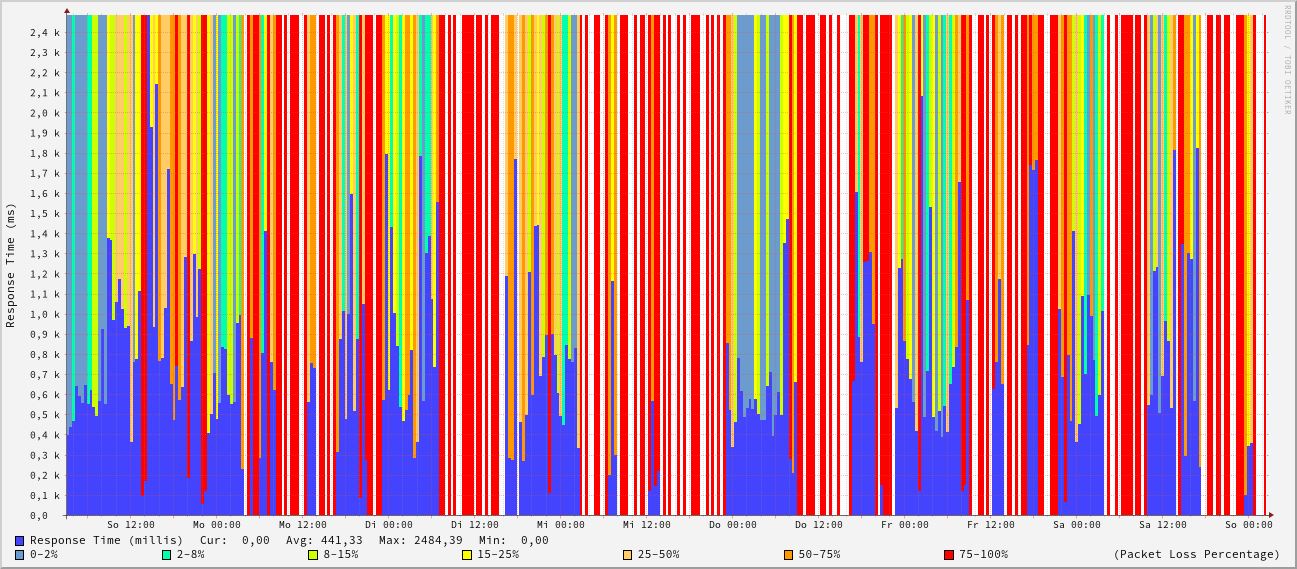 RRDTOOL / TOBI OETIKER
Response Time (ms)
2,4 k
2,3 k
2,2 k
2,1 k
2,0 k
1,9 k
1,8 k
1,7 k
1,6 k
1,5 k
1,4 k
1,3 k
1,2 k
1,1 k
1,0 k
0,9 k
0,8 k
0,7 k
0,6 k
0,5 k
0,4 k
0,3 k
0,2 k
0,1 k
0,0
So 12:00 Mo 00:00 Mo 12:00 Di 00:00 Di 12:00 Mi 00:00 Mi 12:00 Do 00:00 Do 12:00 Fr 00:00 Fr 12:00 Sa 00:00 Sa 12:00 So 00:00
Response Time (millis) Cur: 0,00 Avg: 441,33 Max: 2484,39 Min: 0,00
0-2% 2-8% 8-15% 15-25% 25-50% 50-75% 75-100% (Packet Loss Percentage)